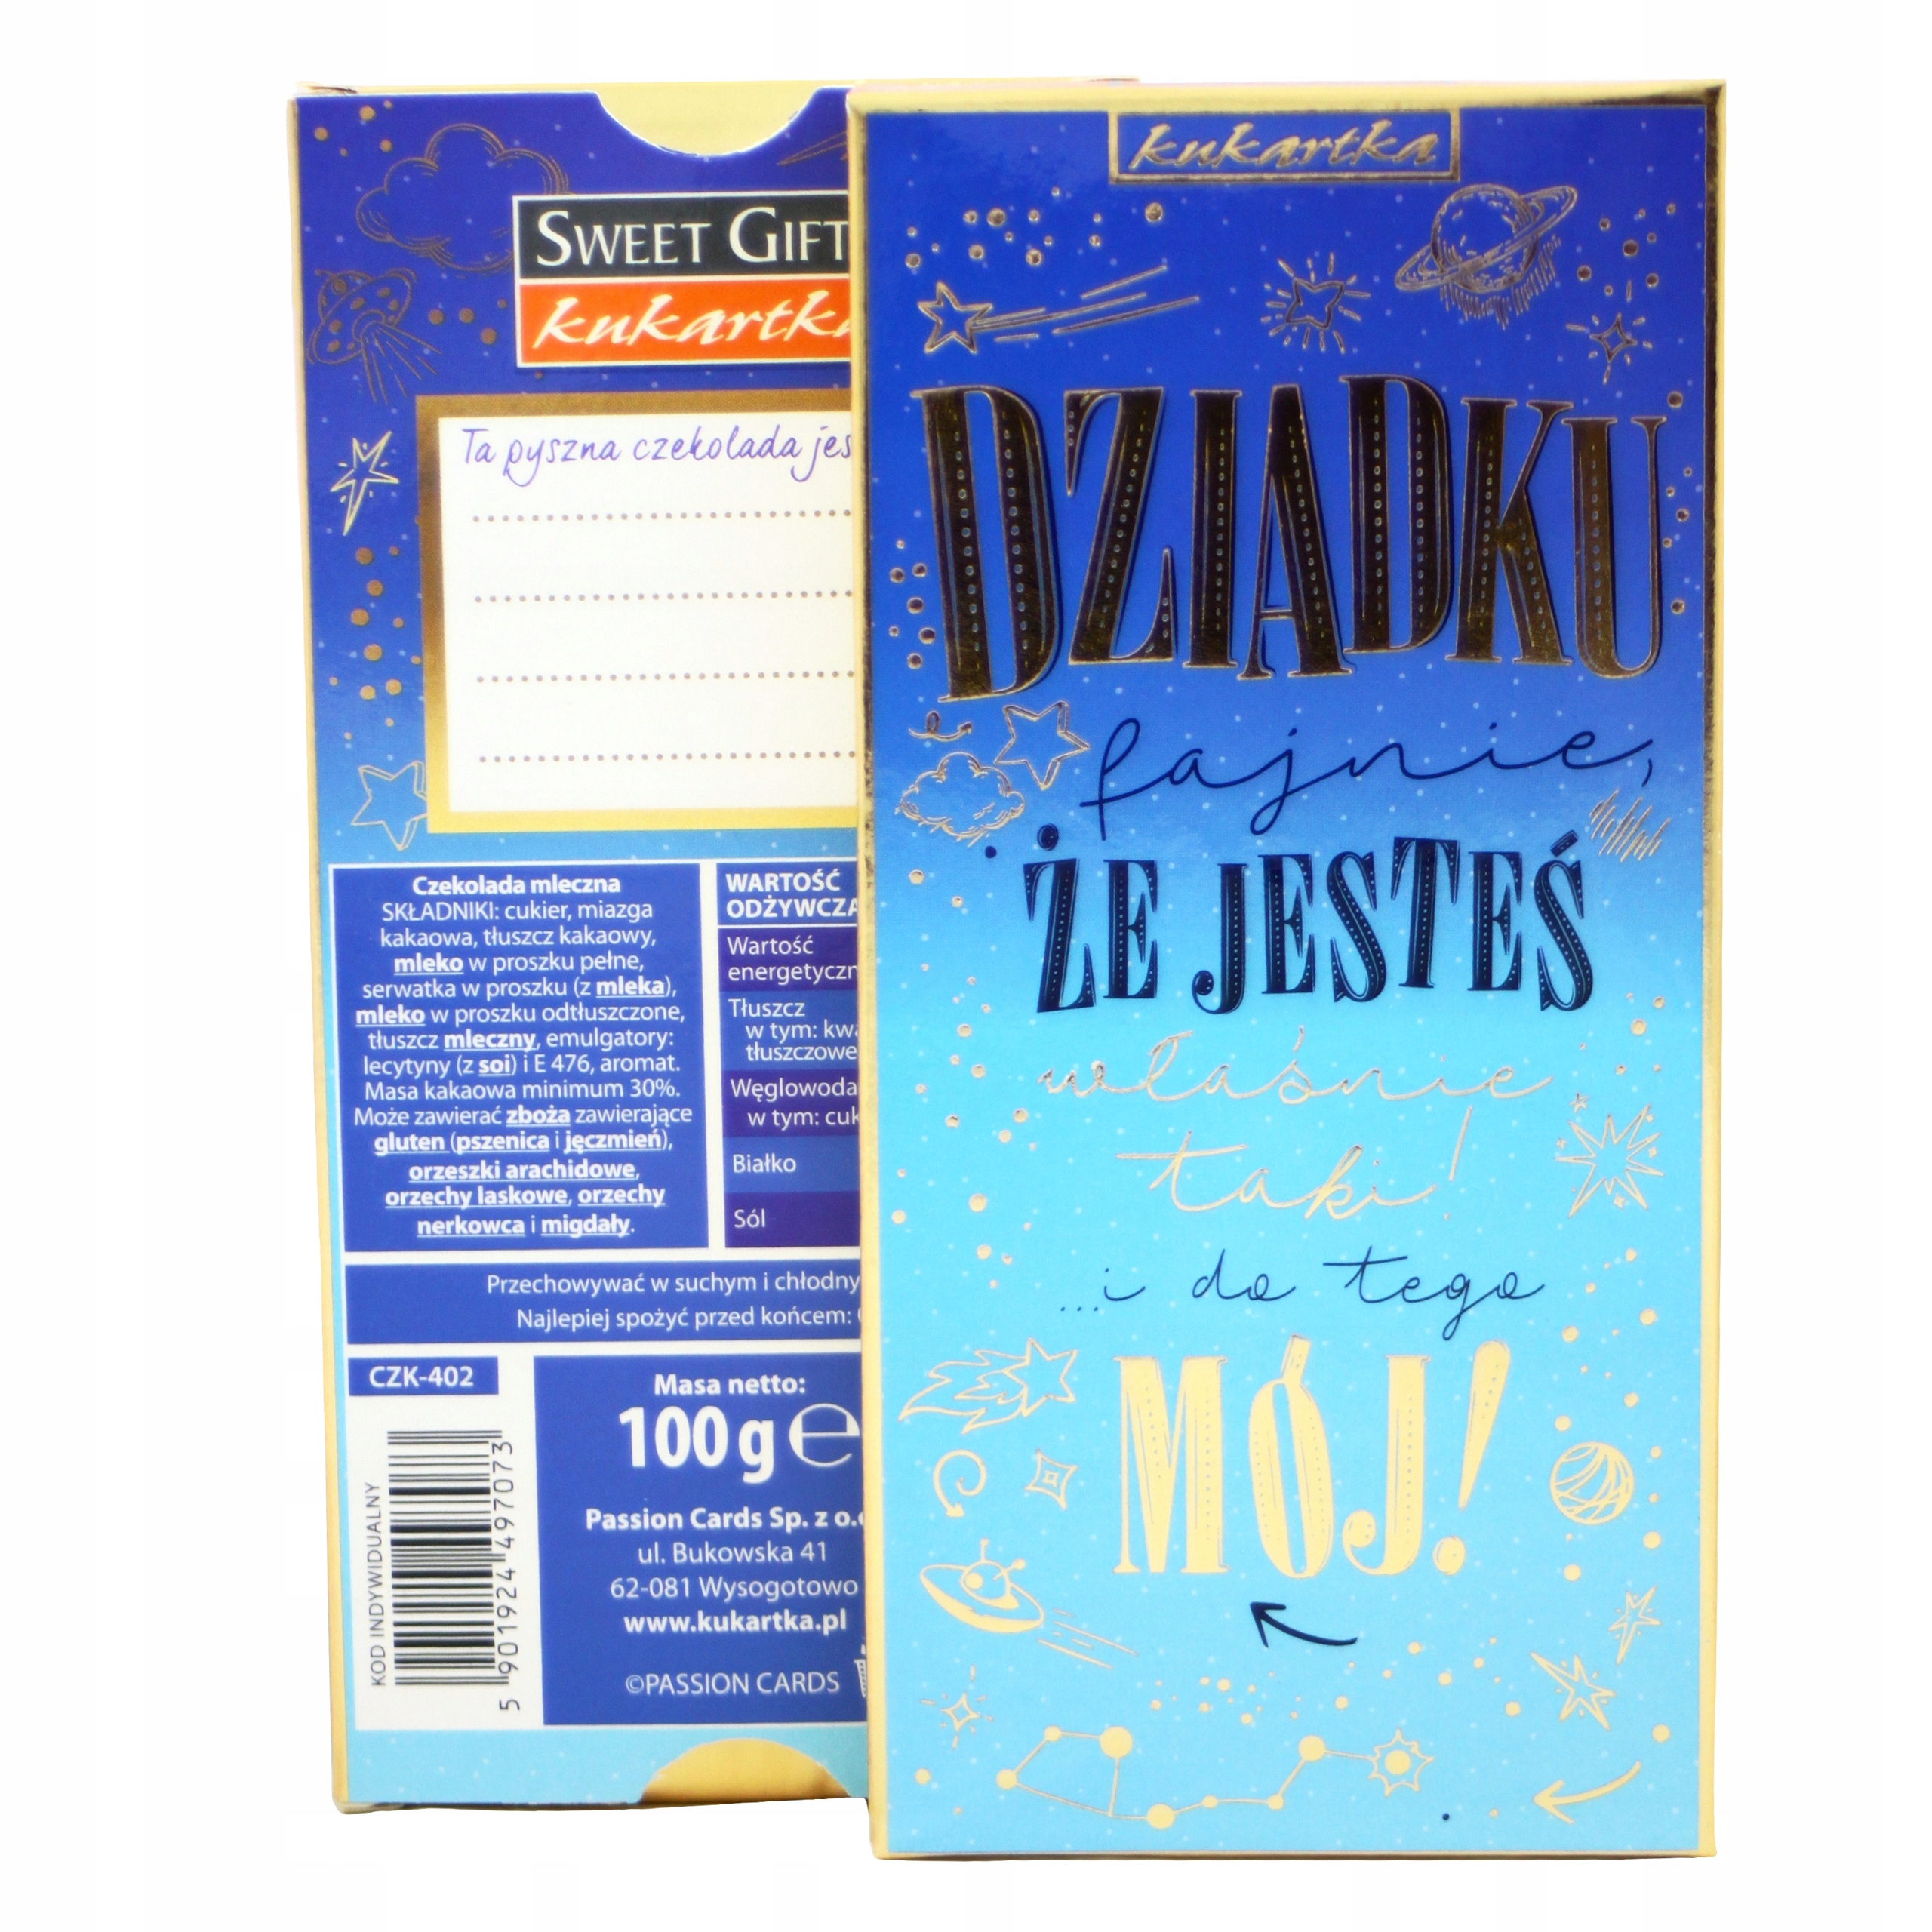 SWEET GIFT
kukartka
Ta pyszna czekolada
Czekolada mleczna
SKŁADNIKI: cukier, miazga
kakaowa, tłuszcz kakaowy,
mleko w proszku pełne,
serwatka w proszku (z mleka),
mleko w proszku odtłuszczone,
tłuszcz mleczny, emulgatory:
lecytyny (z soi) i E 476, aromat.
Masa kakaowa minimum 30%.
Może zawierać zboża zawierające
gluten (pszenica i jęczmień),
orzeszki arachidowe,
orzechy laskowe, orzechy
nerkowca i migdały.
WARTOŚĆ
ODŻYWCZA
Wartość
energetyczn
Tłuszcz
w tym: kwa
tłuszczowe
Węglowoda
w tym: cuk
Białko
Sól
Przechowywać w suchym i chłodny
Najlepiej spożyć przed końcem:
CZK-402
KOD INDYWIDUALNY
5 901924 497073
Masa netto:
100 g e
Passion Cards Sp. z o.o
ul. Bukowska 41
62-081 Wysogotowo
www.kukartka.pl
©PASSION CARDS
kukartka
DZIADKU
fajnie,
ŻE JESTEŚ
właśnie
taki!
...i do tego
MÓJ!